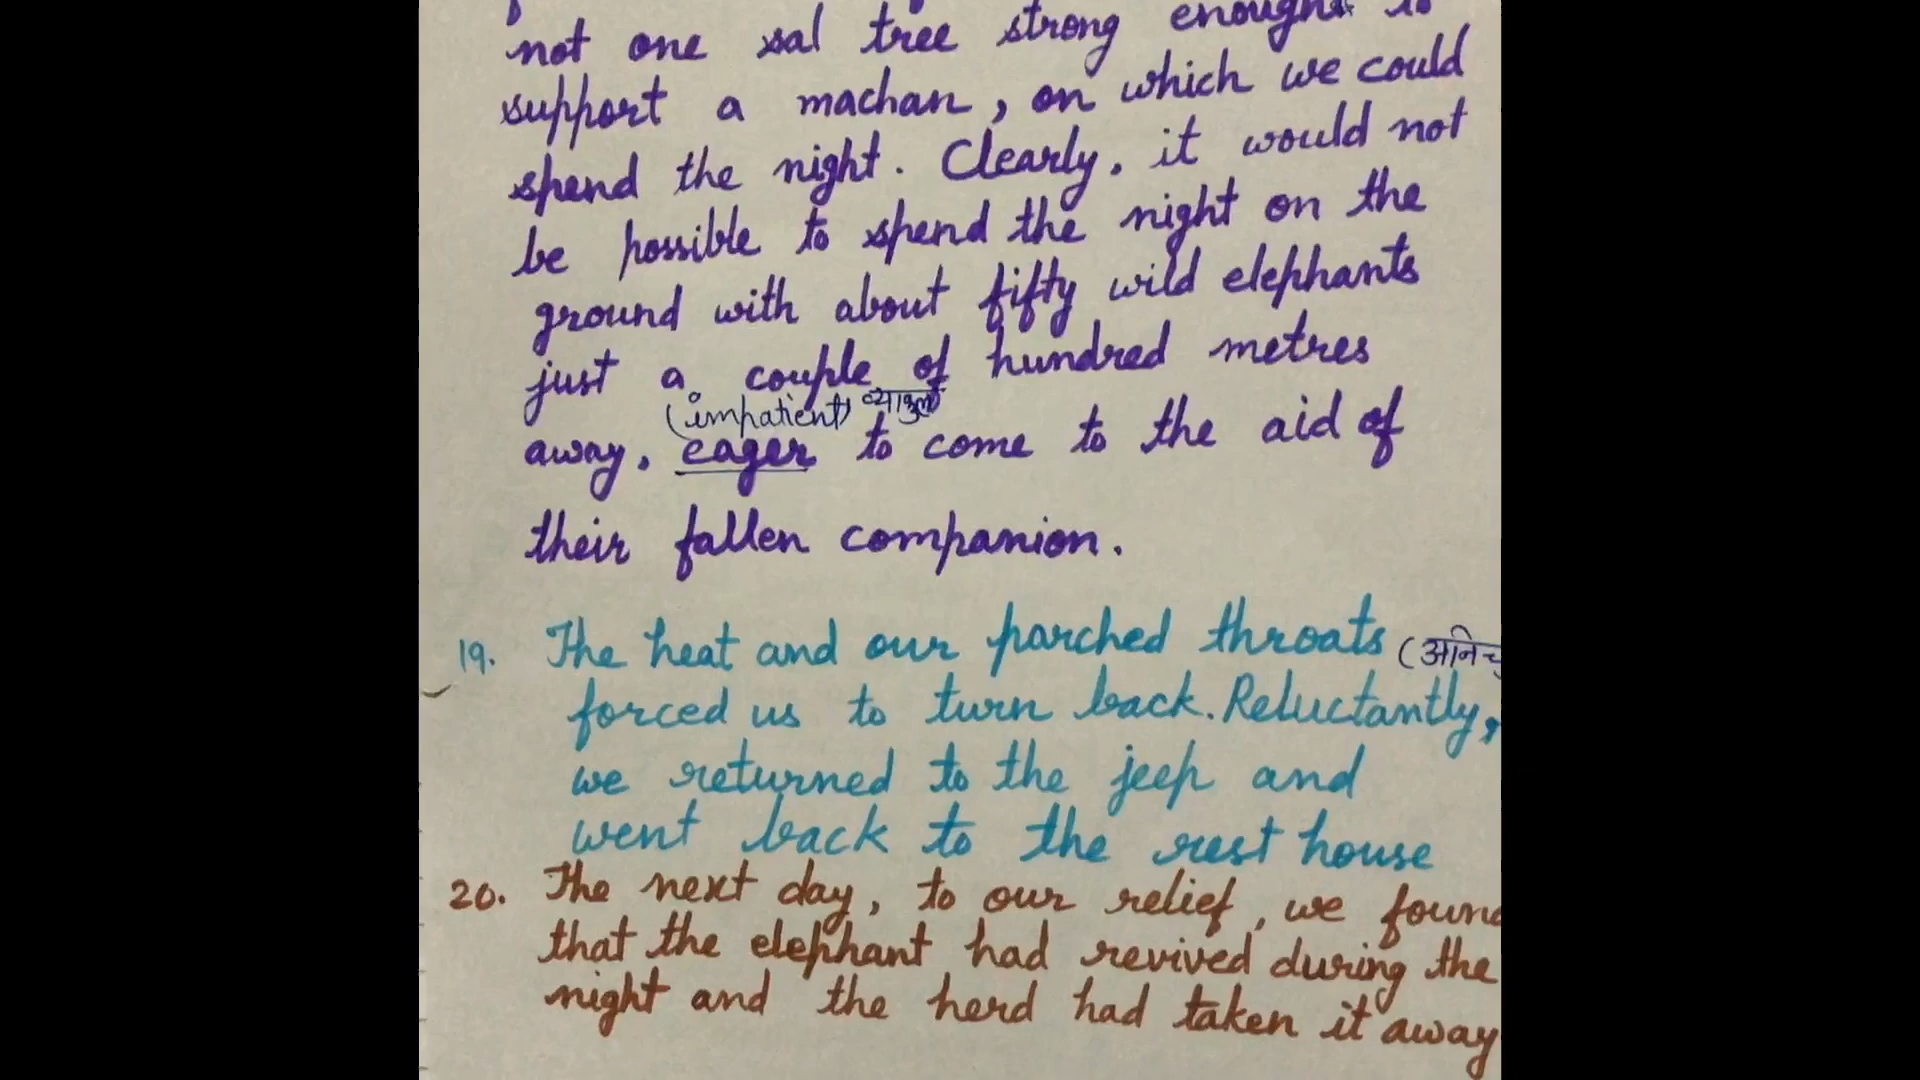 not one sal tree strong enough to
support a machan, on which we could
spend the night. Clearly, it would not
be possible to spend the night on the
ground with about fifty wild elephants
just a couple of hundred metres
(impatient)
away, eager to come to the aid of
their fallen companion.
19. The heat and our parched throats
forced us to turn back. Reluctantly,
we returned to the jeep and
went back to the rest house
20. The next day, to our relief, we found
that the elephant had revived during the
night and the herd had taken it away